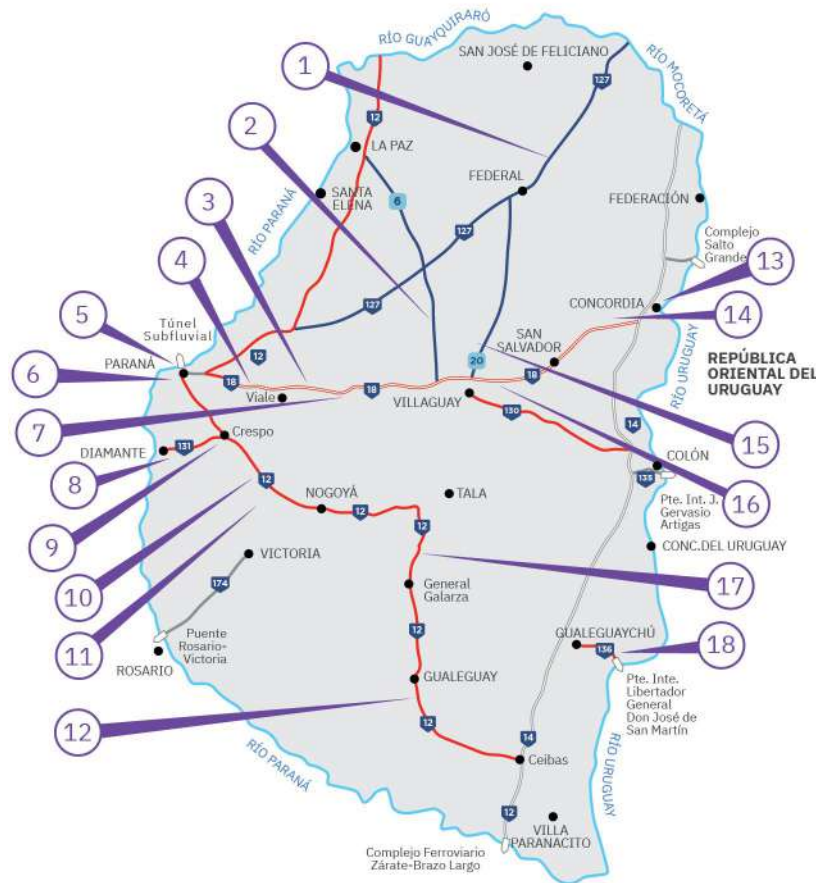 RÍO GUAYQUIRARÓ
SAN JOSÉ DE FELICIANO
RÍO MOCORETÁ
1
127
2
12
LA PAZ
FEDERAL
3
SANTA
ELENA
6
FEDERACIÓN
RÍO PARANÁ
127
Complejo
Salto
Grande
4
13
127
CONCORDIA
14
5
Túnel
Subfluvial
SAN
SALVADOR
12
20
REPÚBLICA
ORIENTAL DEL
URUGUAY
RÍO URUGUAY
6
PARANÁ
18
18
18
Viale
VILLAGUAY
7
130
14
15
Crespo
DIAMANTE
131
COLÓN
8
135
16
12
Pte. Int. J.
Gervasio
Artigas
NOGOYÁ
12
TALA
9
12
CONC.DEL URUGUAY
10
VICTORIA
17
174
General
Galarza
11
12
GUALEGUAYCHÚ
18
136
Puente
Rosario-
Victoria
ROSARIO
GUALEGUAY
Pte. Inte.
Libertador
General
Don José de
San Martín
12
12
14
RÍO PARANÁ
Ceibas
RÍO URUGUAY
12
VILLA
PARANACITO
Complejo Ferroviario
Zárate-Brazo Largo